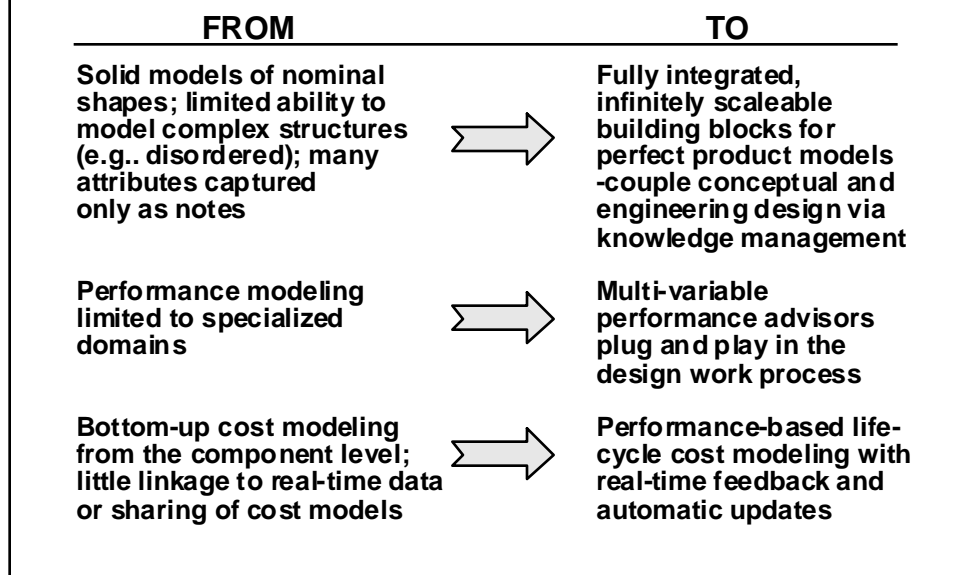 FROM
TO
Solid models of nominal
shapes; limited ability to
model complex structures
(e.g.. disordered); many
attributes captured
only as notes
Fully integrated,
infinitely scaleable
building blocks for
perfect product models
-couple conceptual and
engineering design via
knowledge management
Performance modeling
limited to specialized
domains
Multi-variable
performance advisors
plug and play in the
design work process
Bottom-up cost modeling
from the component level;
little linkage to real-time data
or sharing of cost models
Performance-based life-
cycle cost modeling with
real-time feedback and
automatic updates